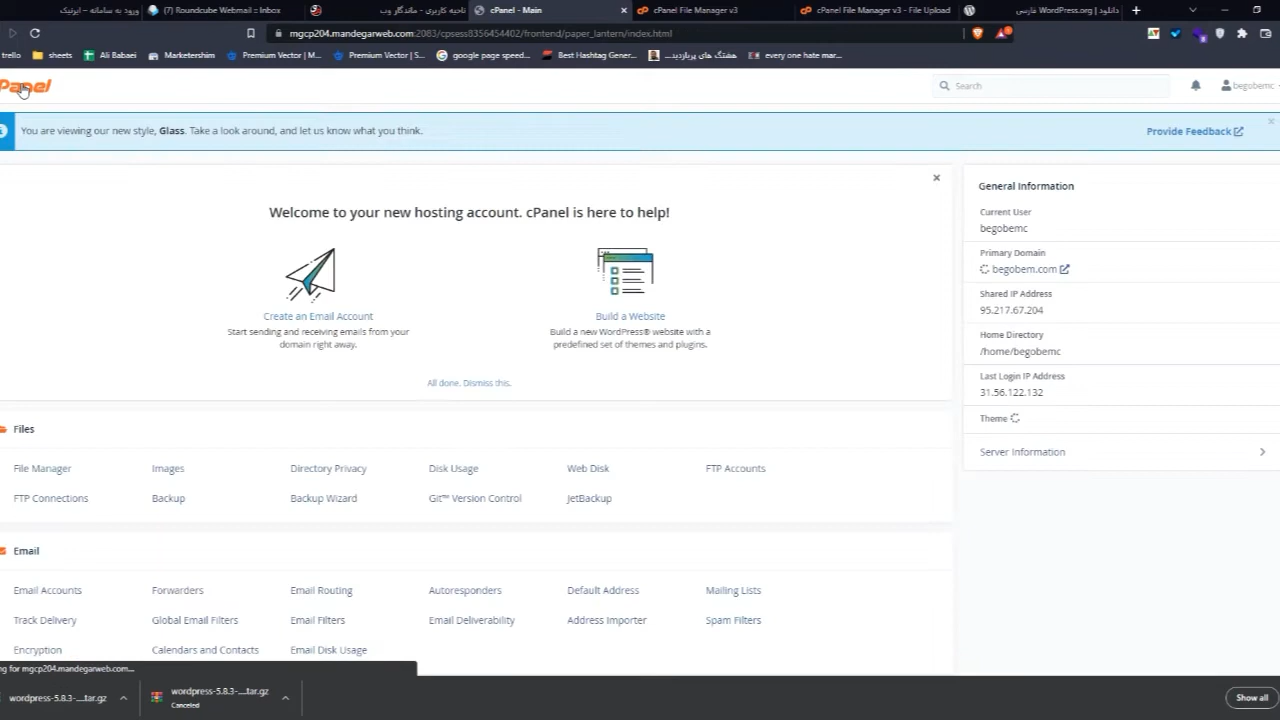 ورود به سامانه - ایرنیک
(7) Roundcube Webmail :: Inbox
ناحیه کاربری - ماندگار وب
cPanel - Main
cPanel File Manager v3
cPanel File Manager v3 - File Upload
دانلود | WordPress.org فارسی
mgcp204.mandegarweb.com:2083/cpsess8356454402/frontend/paper_lantern/index.html
trello
sheets
Ali Babaei
Marketershim
Premium Vector | M...
Premium Vector | S...
google page speed...
Best Hashtag Gener...
هشتگ های پربازدید...
every one hate mar...
Panel
Search
begobemc
You are viewing our new style, Glass. Take a look around, and let us know what you think.
Provide Feedback
Welcome to your new hosting account. cPanel is here to help!
Create an Email Account
Start sending and receiving emails from your
domain right away.
Build a Website
Build a new WordPress® website with a
predefined set of themes and plugins.
All done. Dismiss this.
General Information
Current User
begobemc
Primary Domain
begobem.com
Shared IP Address
95.217.67.204
Home Directory
/home/begobemc
Last Login IP Address
31.56.122.132
Theme
Server Information
Files
File Manager
Images
Directory Privacy
Disk Usage
Web Disk
FTP Accounts
FTP Connections
Backup
Backup Wizard
Git™ Version Control
JetBackup
Email
Email Accounts
Forwarders
Email Routing
Autoresponders
Default Address
Mailing Lists
Track Delivery
Global Email Filters
Email Filters
Email Deliverability
Address Importer
Spam Filters
Encryption
Calendars and Contacts
Email Disk Usage
ng for mgcp204.mandegarweb.com...
wordpress-5.8.3-....tar.gz
wordpress-5.8.3-....tar.gz
Canceled
Show all